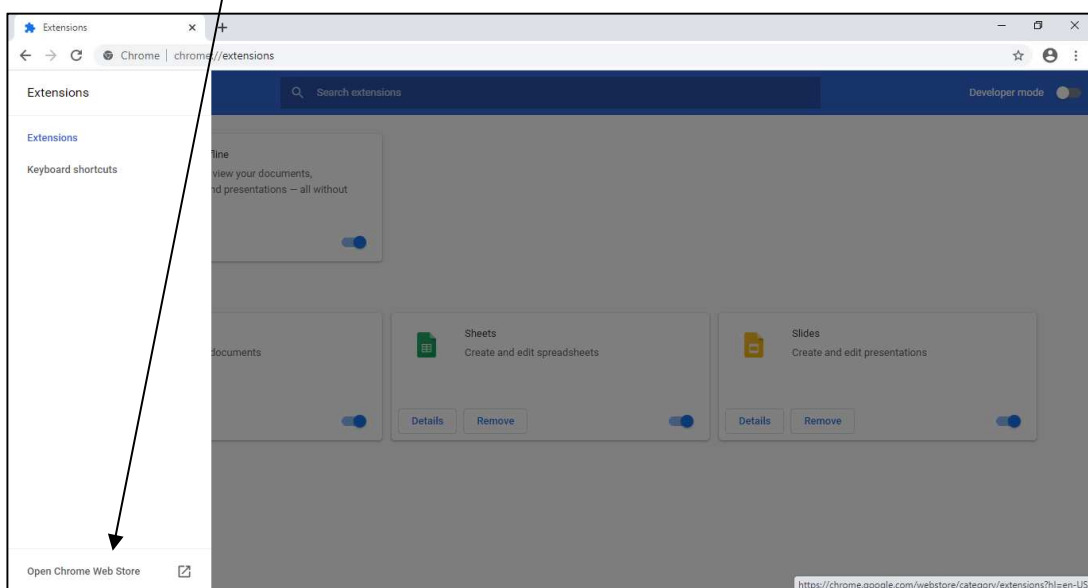 Extensions
Chrome | chrome://extensions
Extensions
Search extensions
Developer mode
Extensions
Keyboard shortcuts
view your documents,
presentations — all without
documents
Sheets
Create and edit spreadsheets
Details Remove
Slides
Create and edit presentations
Details Remove
Open Chrome Web Store
https://chrome.google.com/webstore/category/extensions?hl=en-US